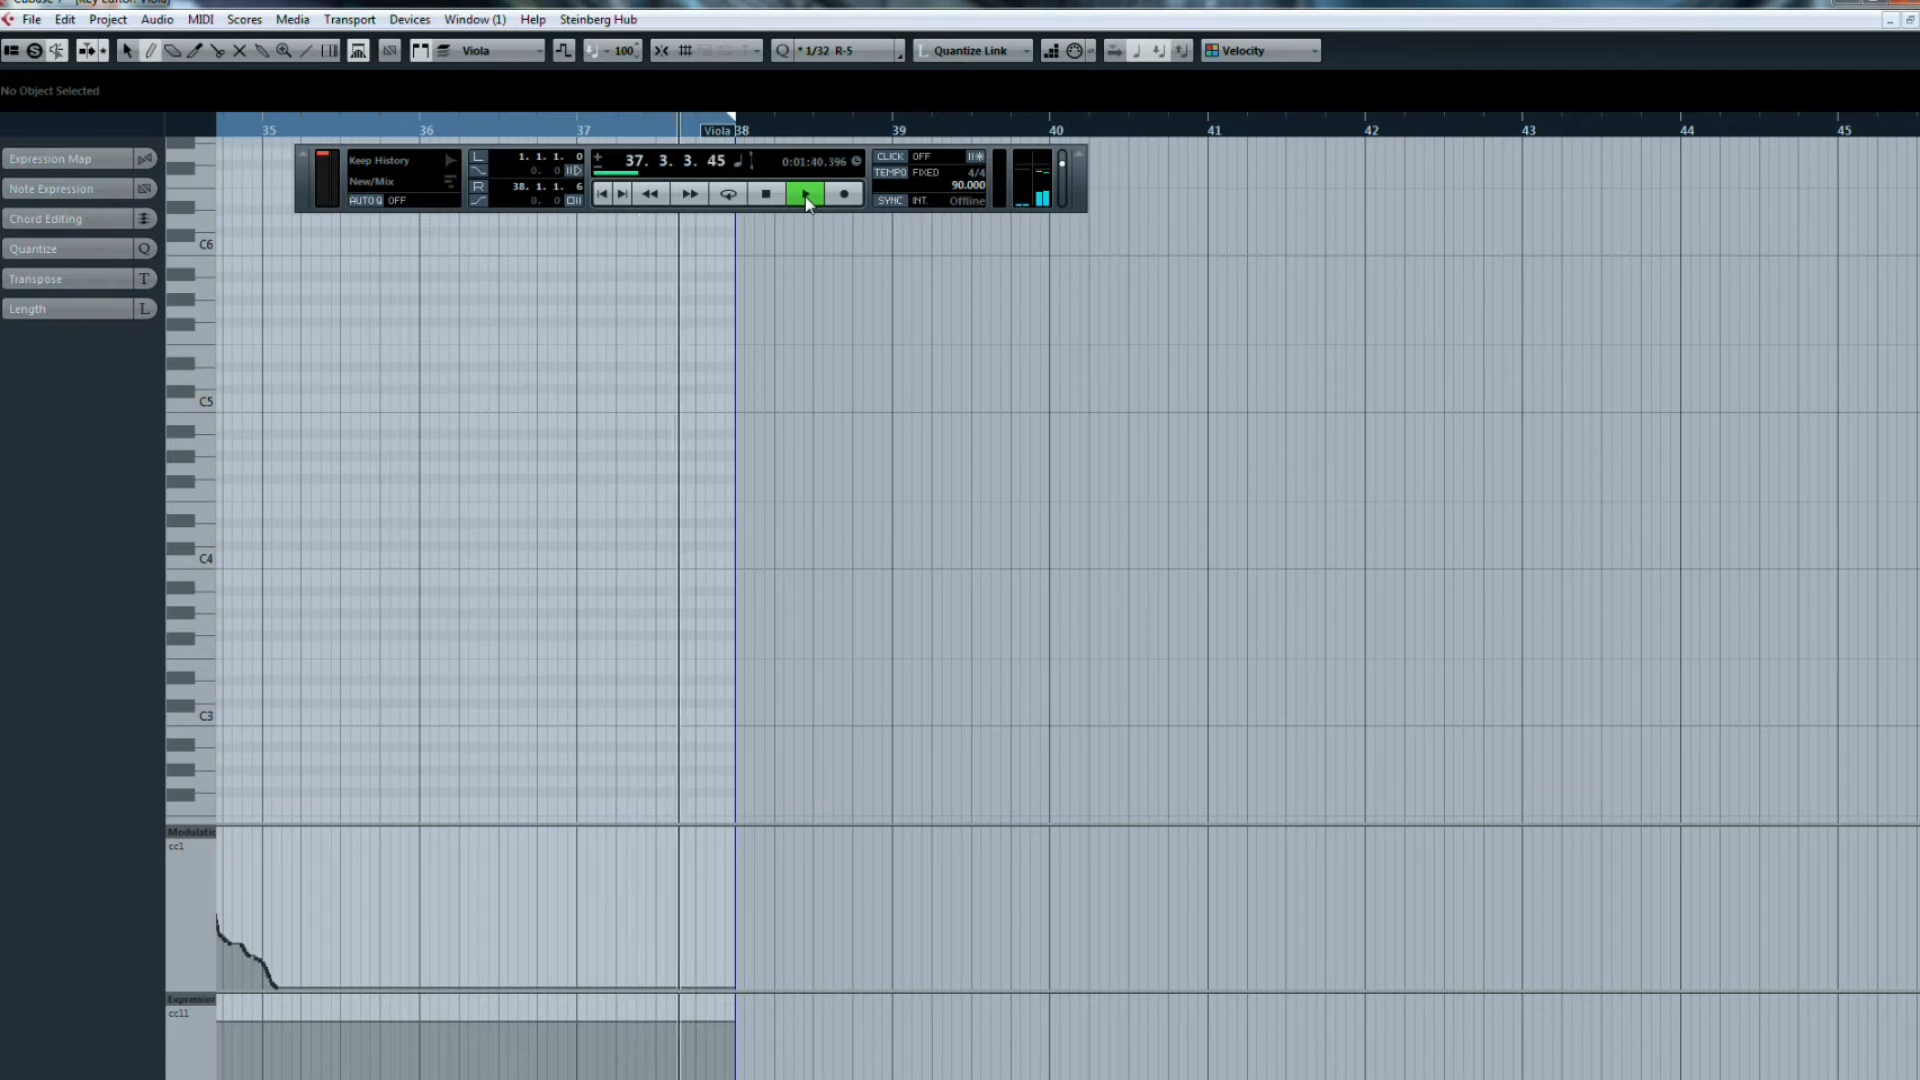 File Edit Project Audio MIDI Scores Media Transport Devices Window (1) Help Steinberg Hub
Viola 100 Q * 1/32 R-5 Quantize Link Velocity
No Object Selected
35 36 37 Viola 38 39 40 41 42 43 44 45
Expression Map
Note Expression
Chord Editing
Quantize Q
Transpose T
Length L
Keep History
New/Mix
AUTO Q OFF
L 1. 1. 1. 0
0. 0
R 38. 1. 1. 6
0. 0
37. 3. 3. 45 0:01:40.396
CLICK OFF
TEMPO FIXED 4/4
90.000
SYNC INT. Offline
C6
C5
C4
C3
Modulatio
cc1
Expression
cc11